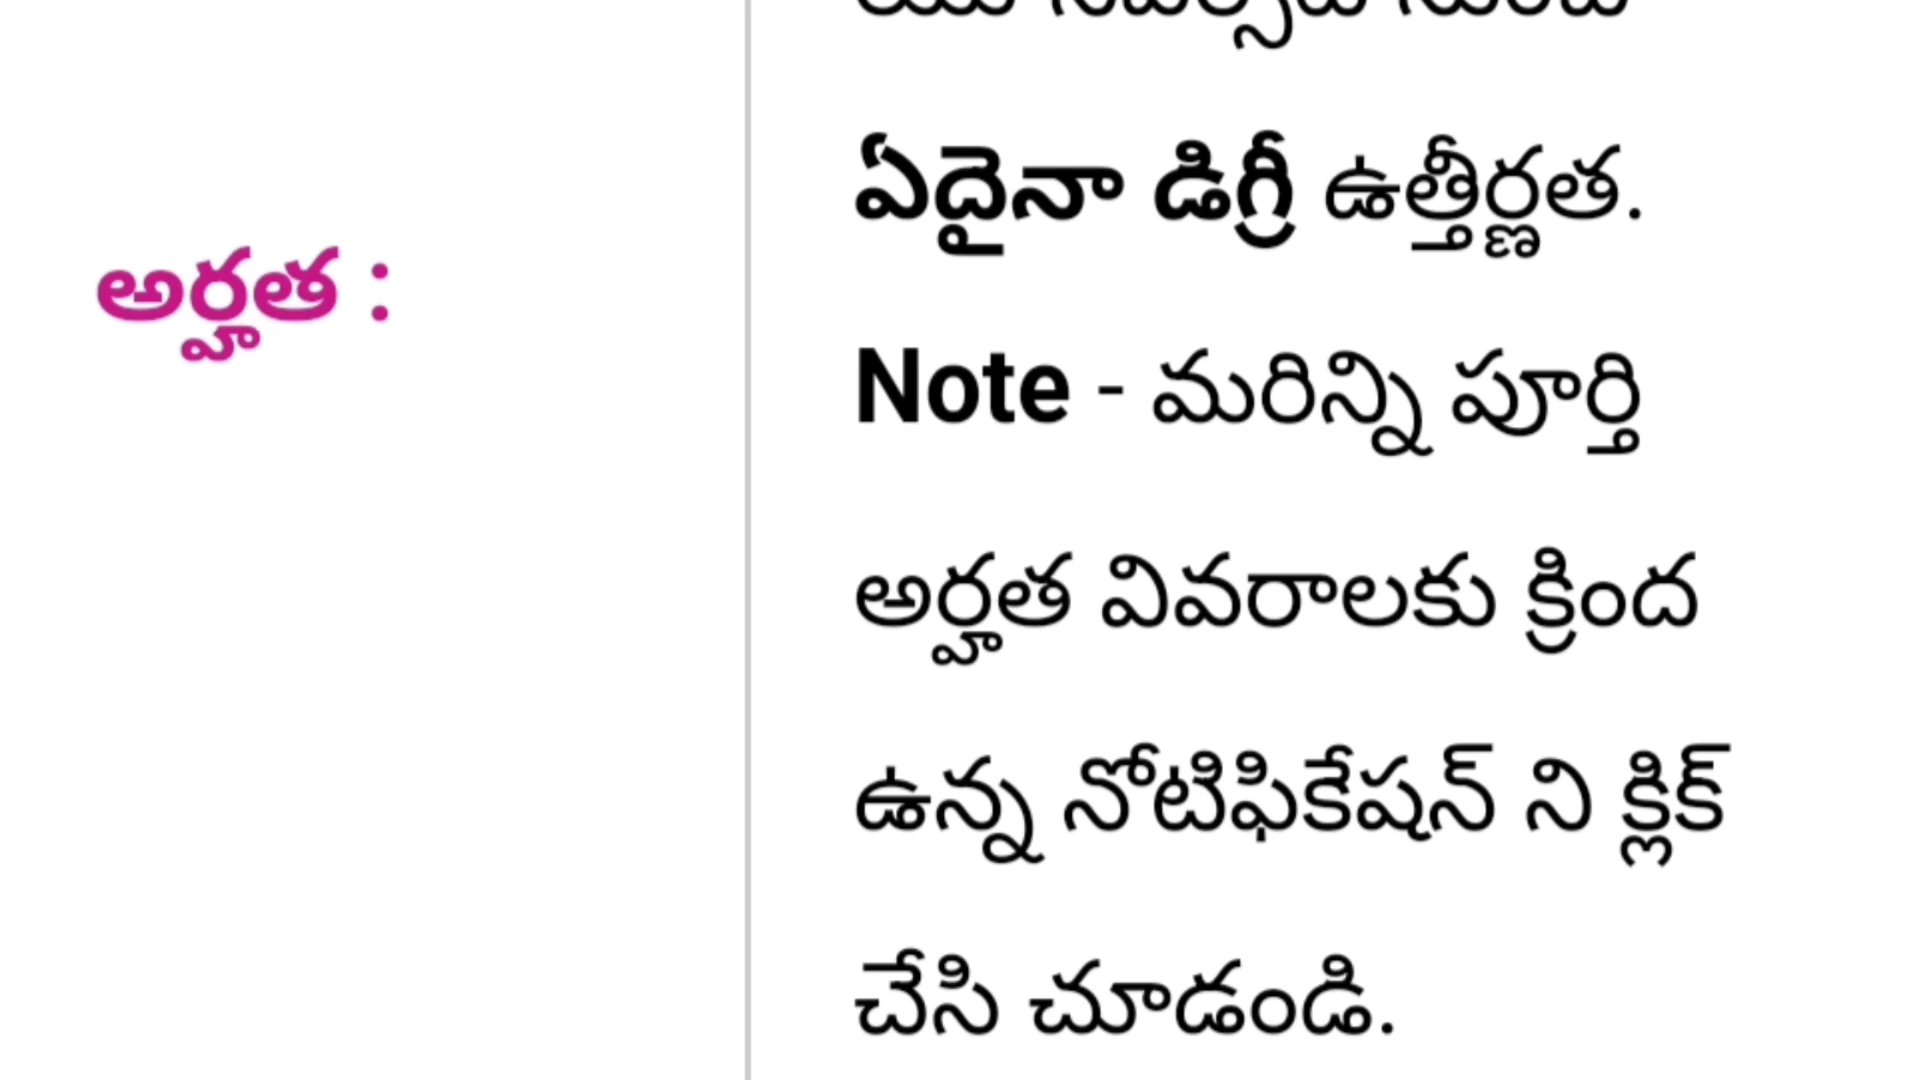 ఏదైనా డిగ్రీ ఉత్తీర్ణత.
అర్హత :
Note - మరిన్ని పూర్తి
అర్హత వివరాలకు క్రింద
ఉన్న నోటిఫికేషన్ ని క్లిక్
చేసి చూడండి.